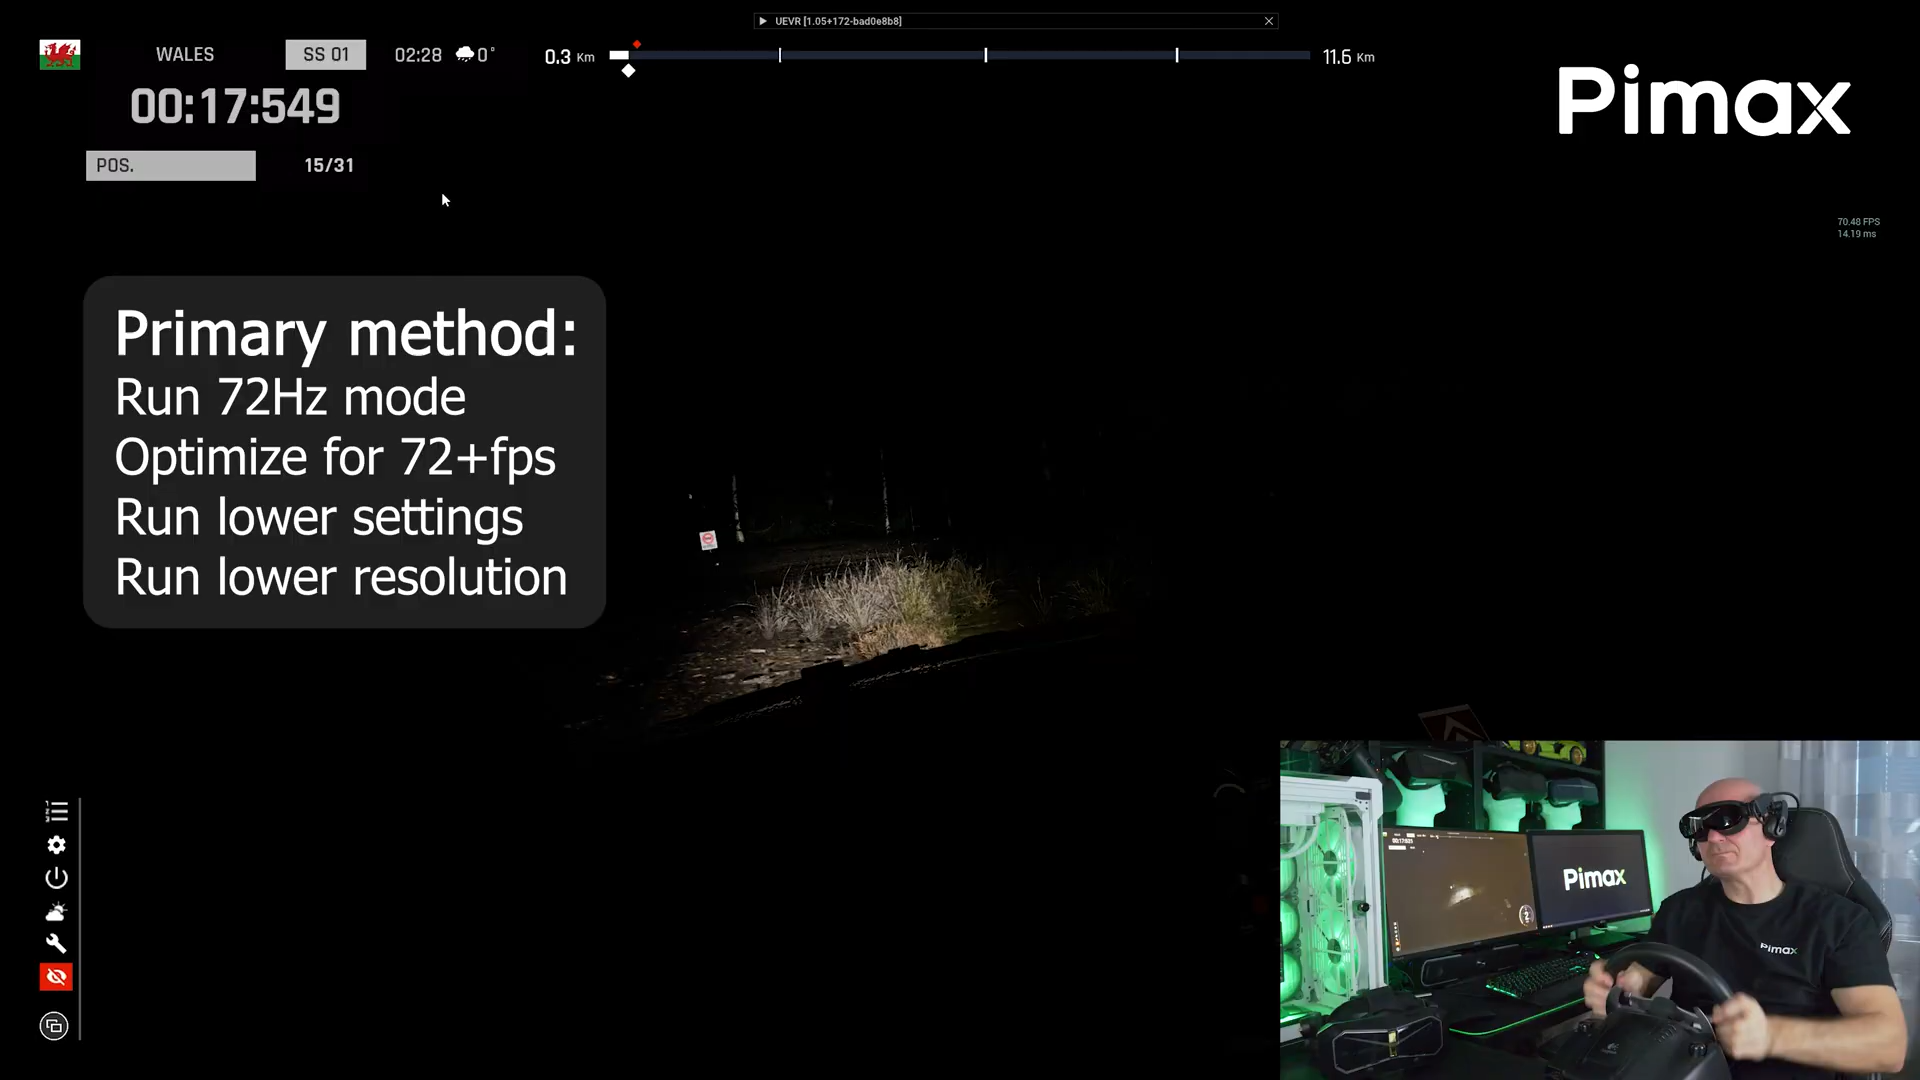 UEVR [1.05+172-bad0e8b8]
WALES
SS 01
02:28
0°
0.3 Km
11.6 Km
00:17:549
POS.
15/31
Pimax
70.48 FPS
14.19 ms
Primary method:
Run 72Hz mode
Optimize for 72+fps
Run lower settings
Run lower resolution
Pimax
Pimax